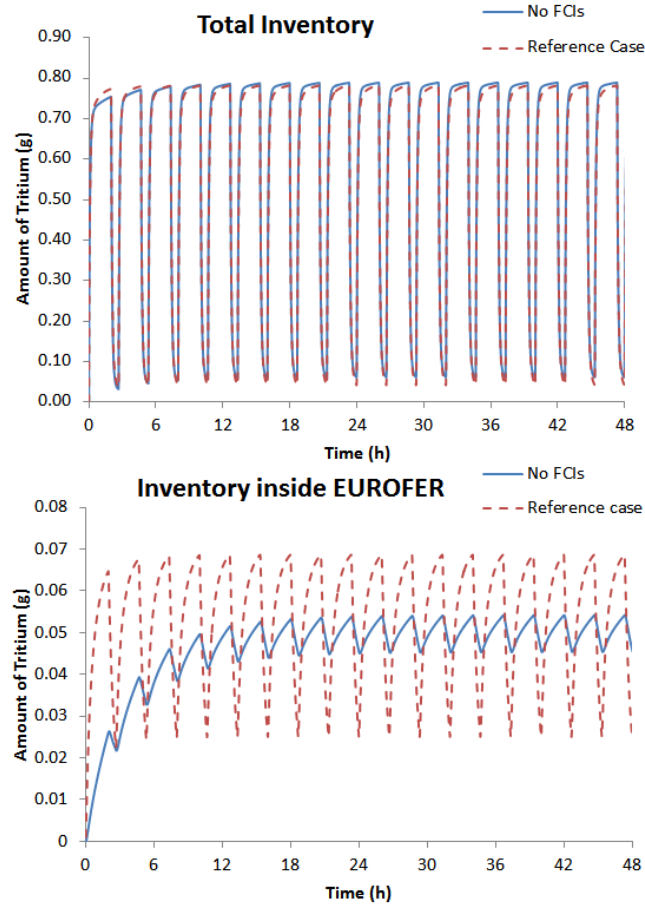 Total Inventory
No FCIs
Reference Case
Amount of Tritium (g)
0.90
0.80
0.70
0.60
0.50
0.40
0.30
0.20
0.10
0.00
0 6 12 18 24 30 36 42 48
Time (h)
Inventory inside EUROFER
No FCIs
Reference case
Amount of Tritium (g)
0.08
0.07
0.06
0.05
0.04
0.03
0.02
0.01
0
0 6 12 18 24 30 36 42 48
Time (h)